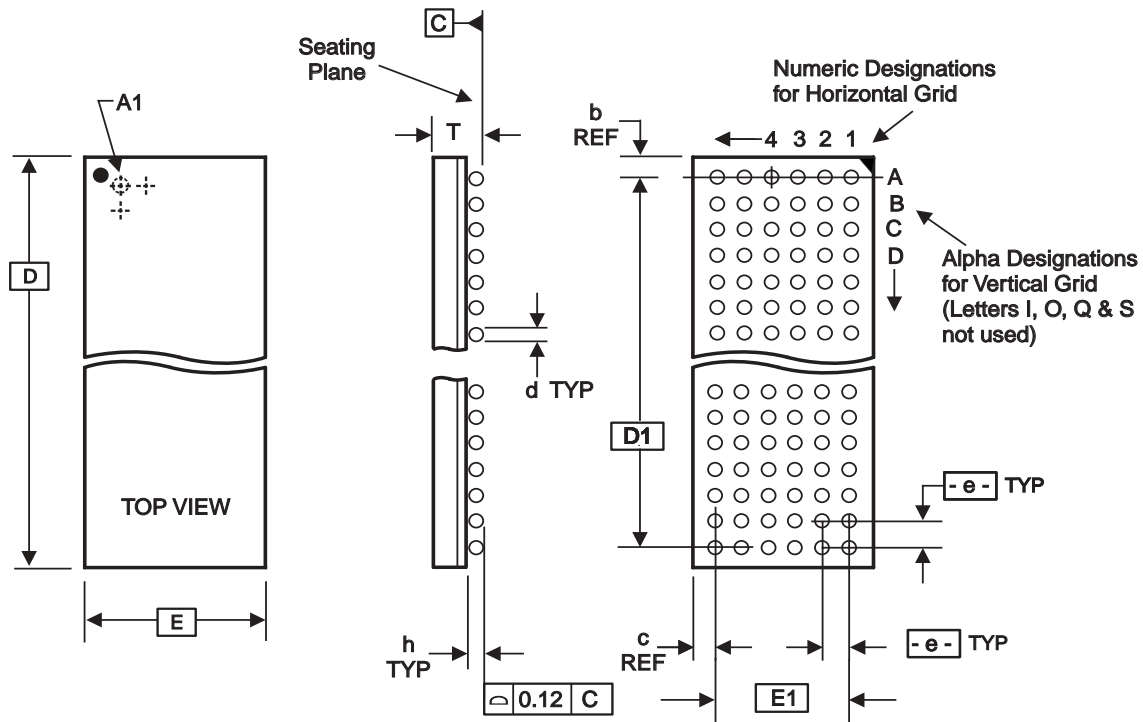 C
Seating
Plane
Numeric Designations
for Horizontal Grid
A1
b
REF
T
4 3 2 1
A
B
C
D
D
Alpha Designations
for Vertical Grid
(Letters I, O, Q & S
not used)
d TYP
D1
- e - TYP
TOP VIEW
E
h
TYP
c
REF
- e - TYP
0.12 C
E1